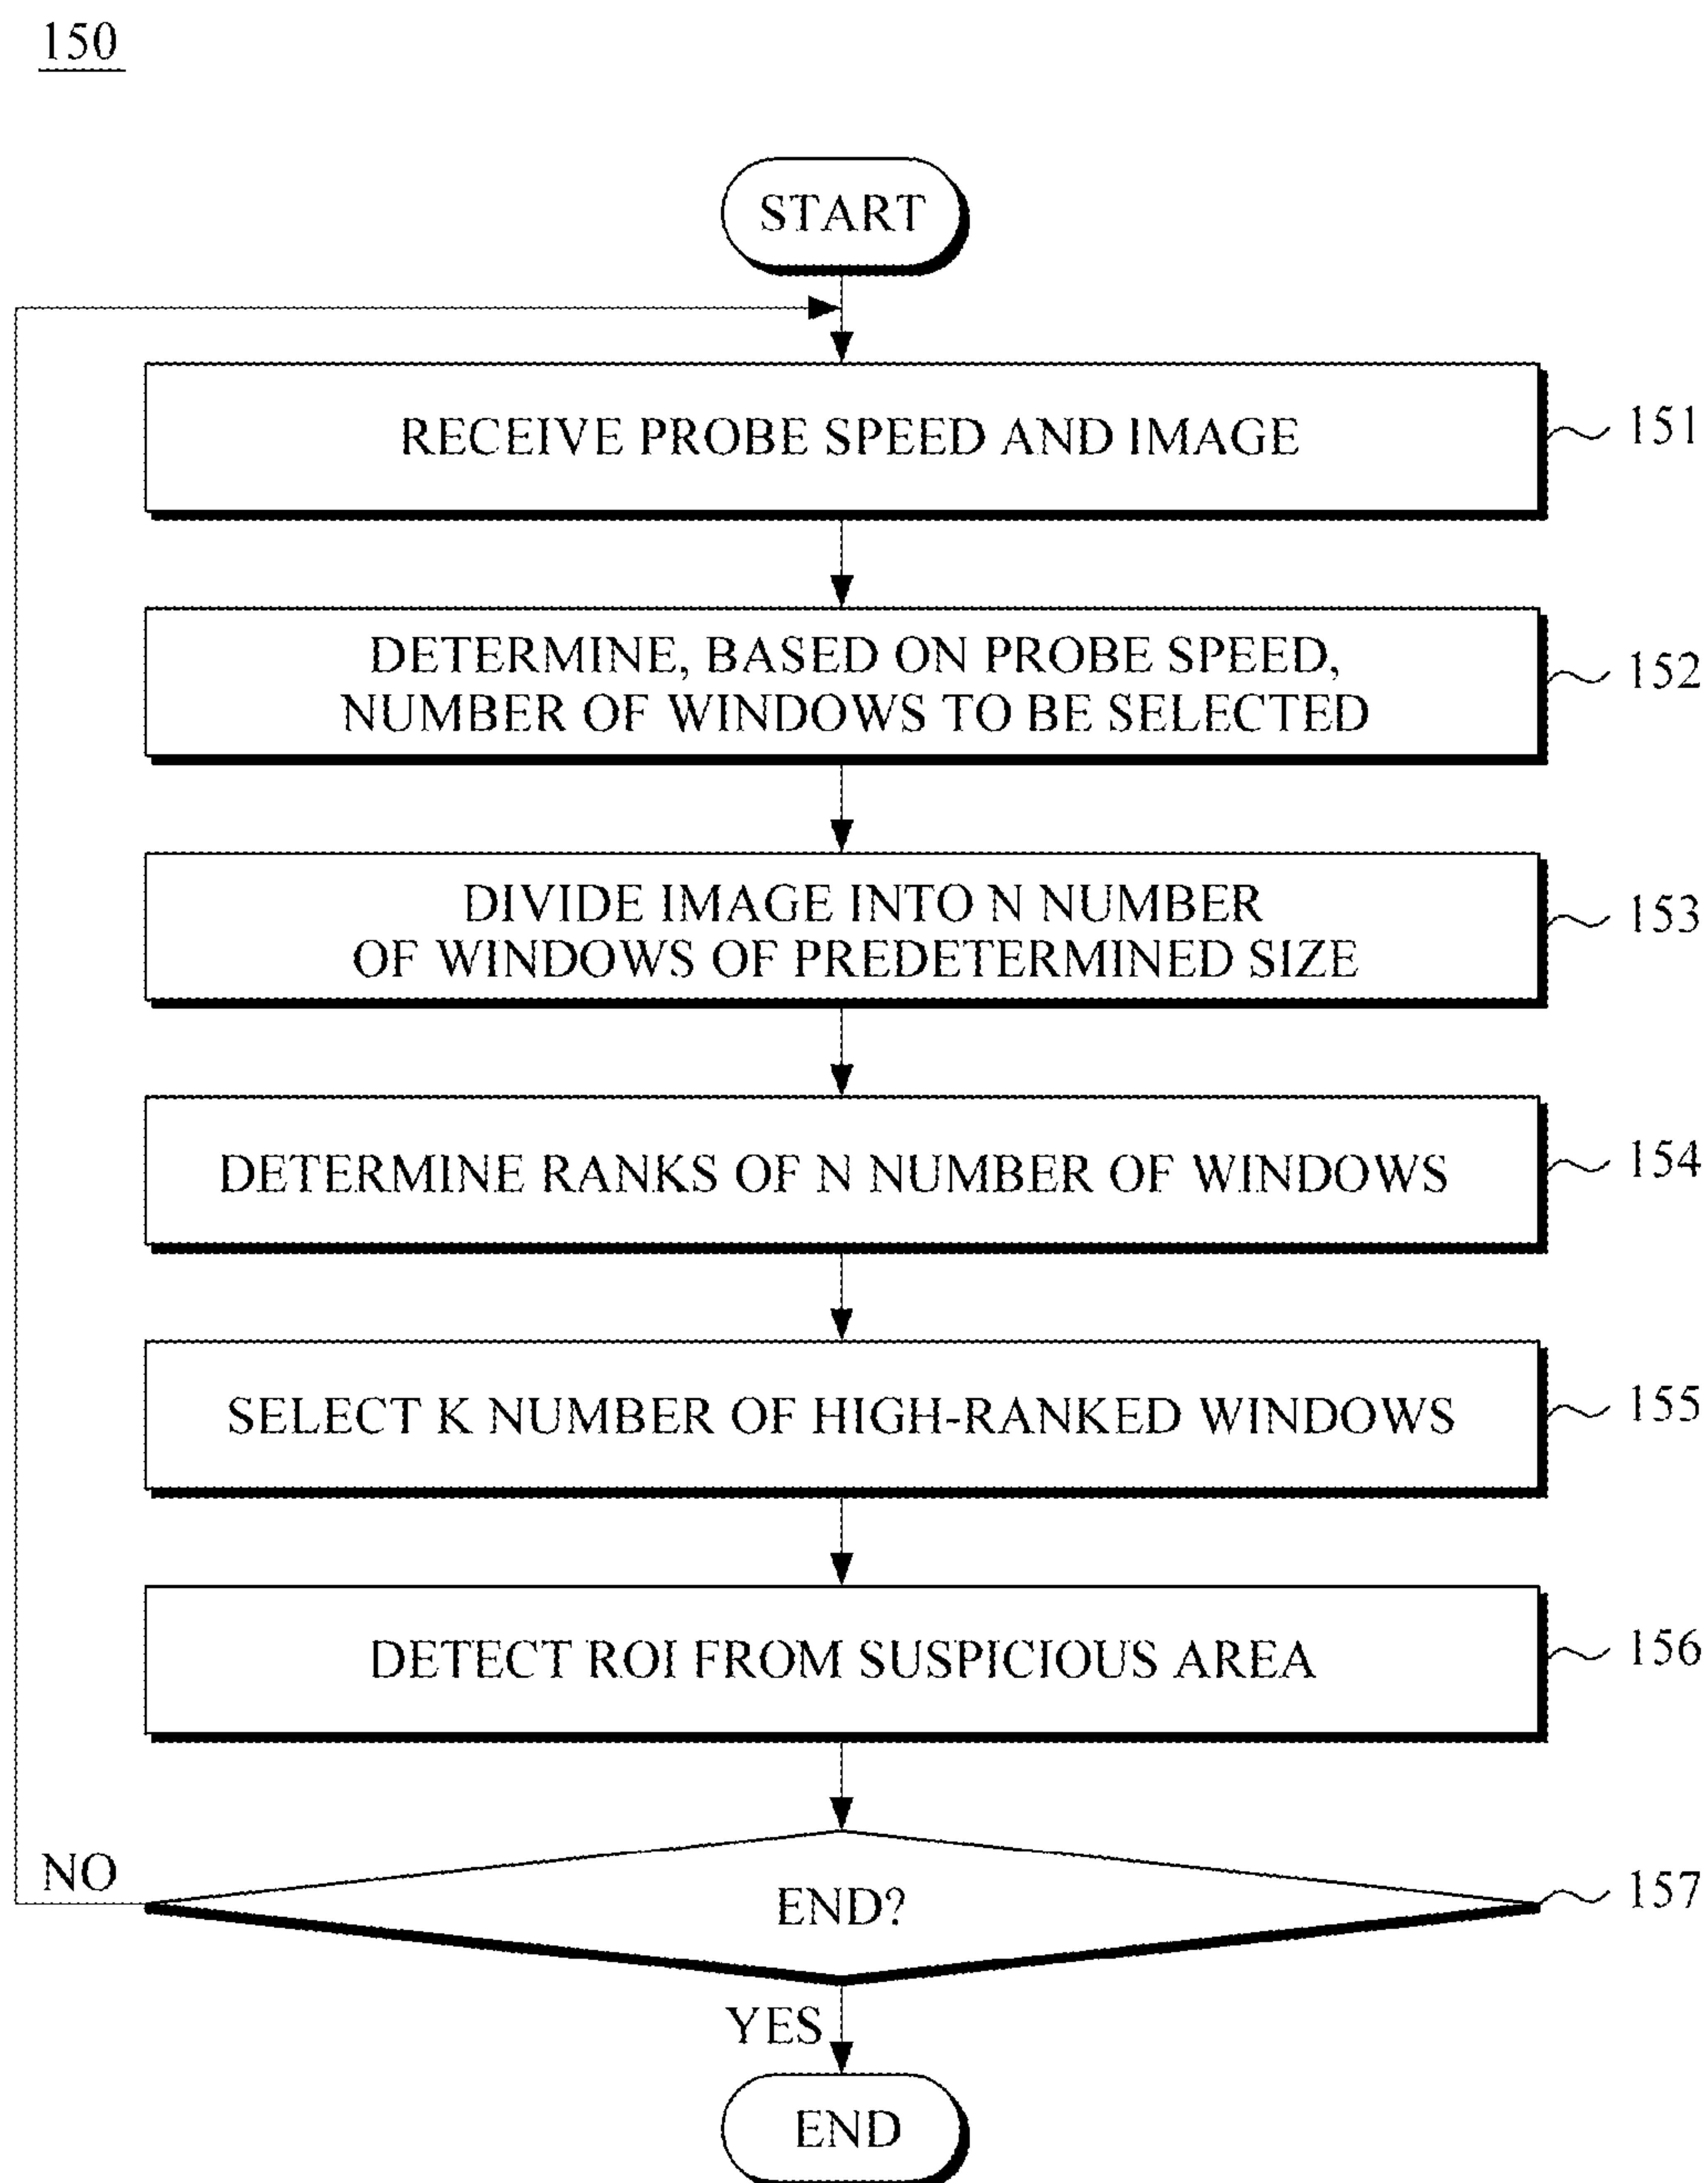 150
START
RECEIVE PROBE SPEED AND IMAGE
151
DETERMINE, BASED ON PROBE SPEED,
NUMBER OF WINDOWS TO BE SELECTED
152
DIVIDE IMAGE INTO N NUMBER
OF WINDOWS OF PREDETERMINED SIZE
153
DETERMINE RANKS OF N NUMBER OF WINDOWS
154
SELECT K NUMBER OF HIGH-RANKED WINDOWS
155
DETECT ROI FROM SUSPICIOUS AREA
156
NO
END?
157
YES
END